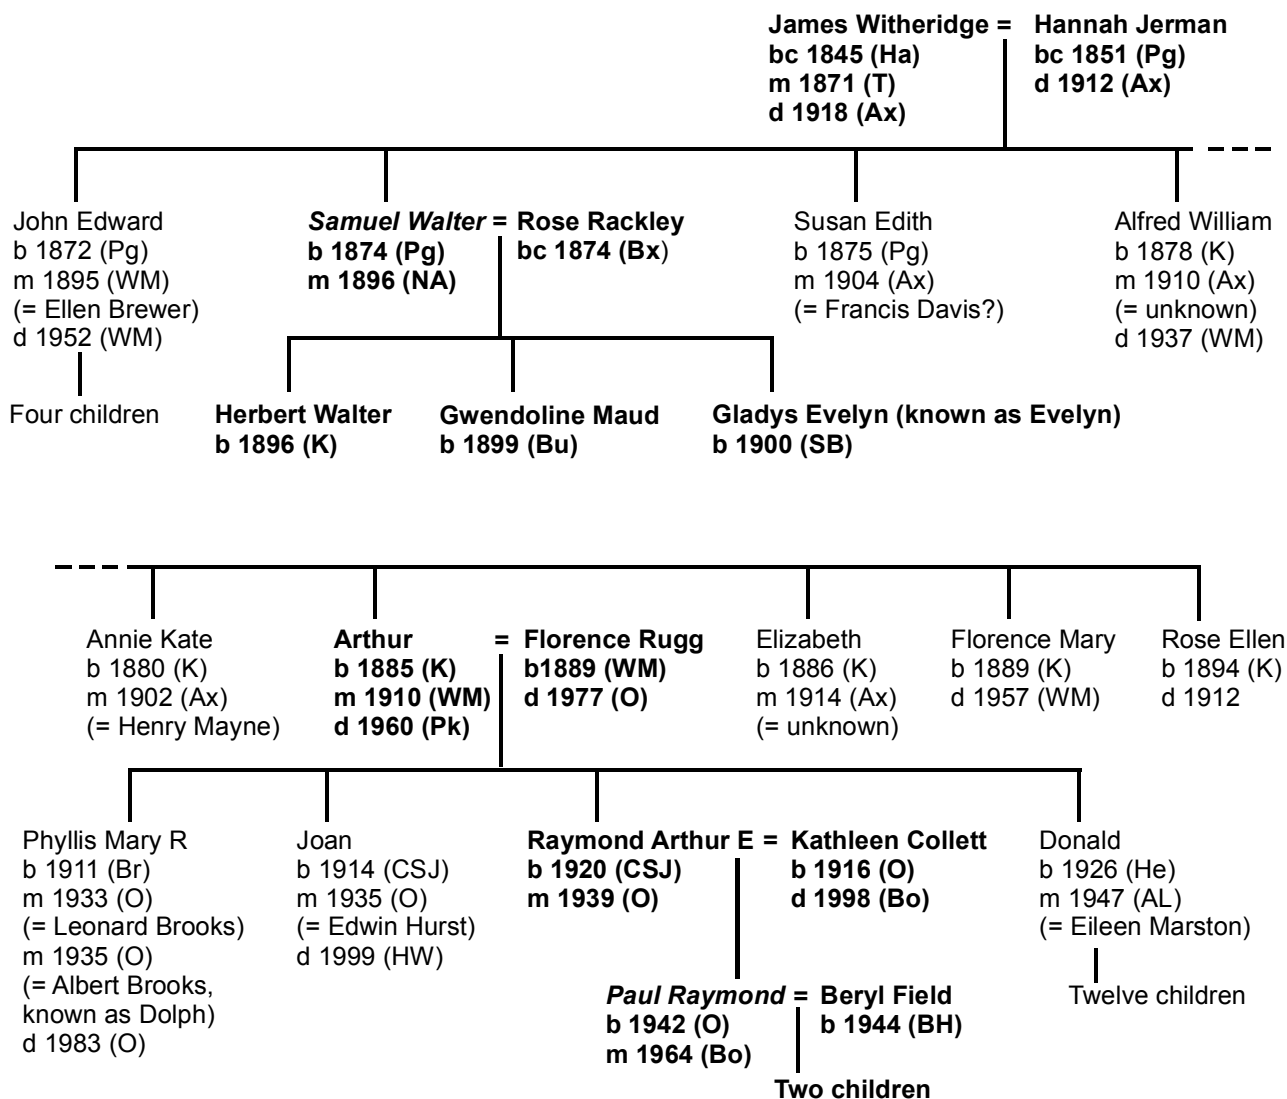 James Witheridge = Hannah Jerman
bc 1845 (Ha) bc 1851 (Pg)
m 1871 (T) d 1912 (Ax)
d 1918 (Ax)
John Edward
b 1872 (Pg)
m 1895 (WM)
(= Ellen Brewer)
d 1952 (WM)
Four children
Samuel Walter = Rose Rackley
b 1874 (Pg) bc 1874 (Bx)
m 1896 (NA)
Susan Edith
b 1875 (Pg)
m 1904 (Ax)
(= Francis Davis?)
Alfred William
b 1878 (K)
m 1910 (Ax)
(= unknown)
d 1937 (WM)
Herbert Walter
b 1896 (K)
Gwendoline Maud
b 1899 (Bu)
Gladys Evelyn (known as Evelyn)
b 1900 (SB)
Annie Kate
b 1880 (K)
m 1902 (Ax)
(= Henry Mayne)
Arthur = Florence Rugg
b 1885 (K) b1889 (WM)
m 1910 (WM) d 1977 (O)
d 1960 (Pk)
Elizabeth
b 1886 (K)
m 1914 (Ax)
(= unknown)
Florence Mary
b 1889 (K)
d 1957 (WM)
Rose Ellen
b 1894 (K)
d 1912
Phyllis Mary R
b 1911 (Br)
m 1933 (O)
(= Leonard Brooks)
m 1935 (O)
(= Albert Brooks,
known as Dolph)
d 1983 (O)
Joan
b 1914 (CSJ)
m 1935 (O)
(= Edwin Hurst)
d 1999 (HW)
Raymond Arthur E = Kathleen Collett
b 1920 (CSJ) b 1916 (O)
m 1939 (O) d 1998 (Bo)
Donald
b 1926 (He)
m 1947 (AL)
(= Eileen Marston)
Twelve children
Paul Raymond = Beryl Field
b 1942 (O) b 1944 (BH)
m 1964 (Bo)
Two children